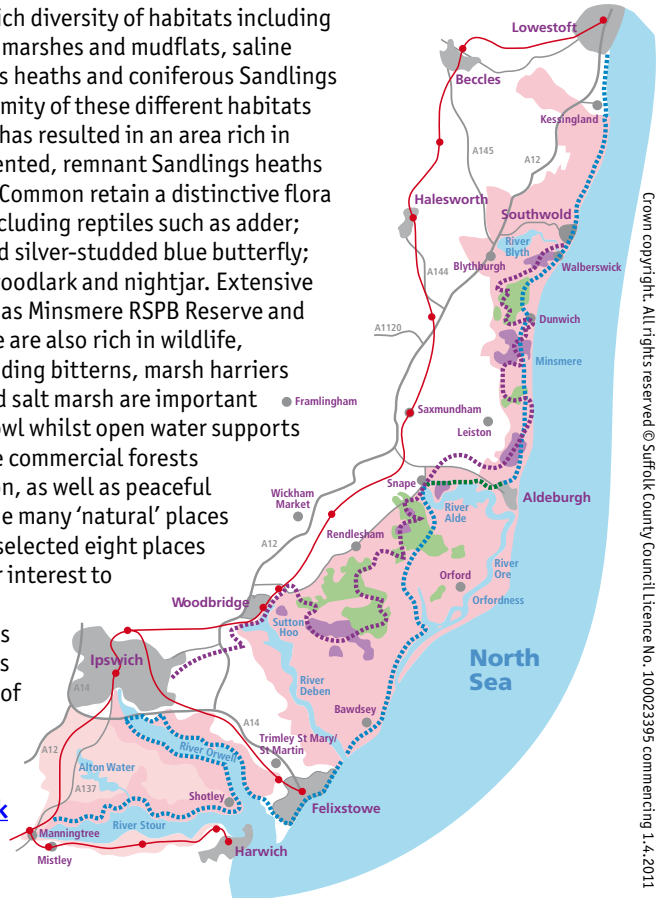 ich diversity of habitats including
marshes and mudflats, saline
s heaths and coniferous Sandlings
mity of these different habitats
has resulted in an area rich in
ented, remnant Sandlings heaths
Common retain a distinctive flora
cluding reptiles such as adder;
d silver-studded blue butterfly;
oodlark and nightjar. Extensive
as Minsmere RSPB Reserve and
e are also rich in wildlife,
ding bitterns, marsh harriers
d salt marsh are important
owl whilst open water supports
e commercial forests
on, as well as peaceful
e many ‘natural’ places
selected eight places
r interest to
s
s
of
k
Lowestoft
Beccles
Kessingland
A145
A12
Halesworth
Southwold
River
Blyth
Blythburgh
Walberswick
A144
A1120
Dunwich
Minsmere
Framlingham
Saxmundham
Leiston
Snape
Aldeburgh
Wickham
Market
River
Alde
A12
Rendlesham
River
Ore
Orford
Orfordness
Woodbridge
Sutton
Hoo
Ipswich
North
Sea
River
Deben
A14
Bawdsey
A14
Trimley St Mary/
St Martin
A12
River Orwell
Alton Water
A137
Shotley
Felixstowe
River Stour
Manningtree
Harwich
Mistley
Crown copyright. All rights reserved © Suffolk County Council Licence No. 100023395 commencing 1.4.2011